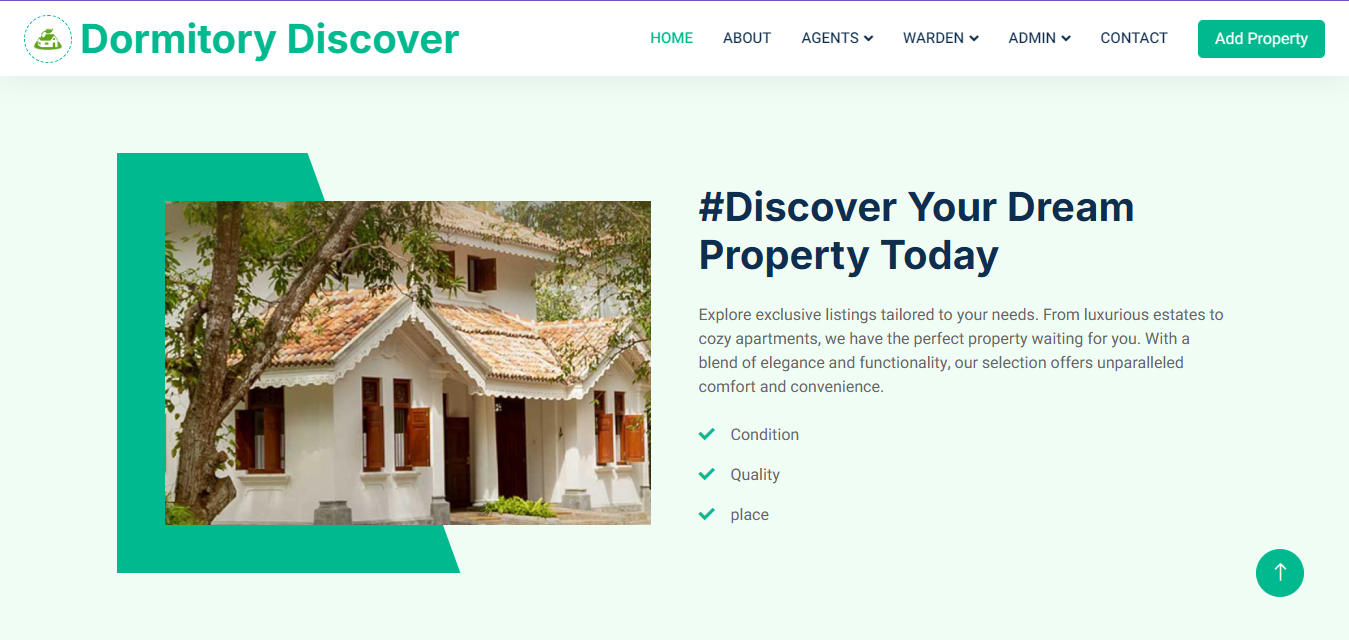 Dormitory Discover
HOME ABOUT AGENTS WARDEN ADMIN CONTACT Add Property
#Discover Your Dream
Property Today
Explore exclusive listings tailored to your needs. From luxurious estates to
cozy apartments, we have the perfect property waiting for you. With a
blend of elegance and functionality, our selection offers unparalleled
comfort and convenience.
Condition
Quality
place